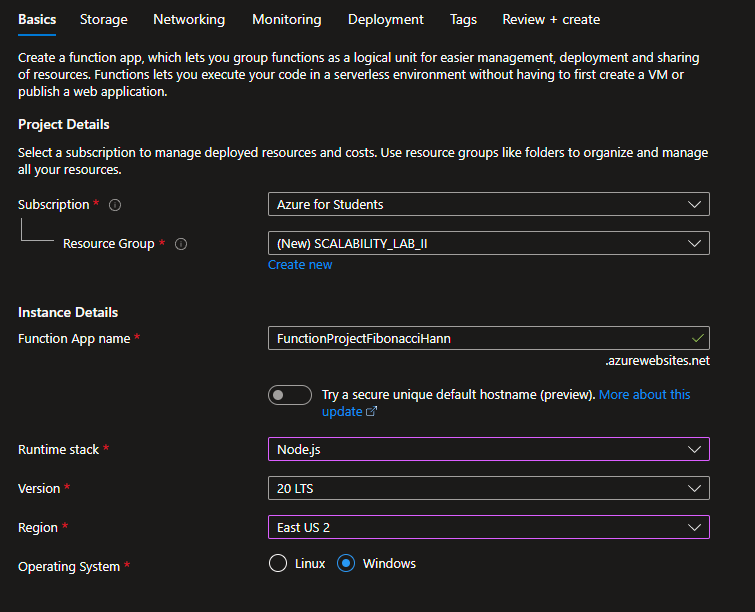 Basics Storage Networking Monitoring Deployment Tags Review + create
Create a function app, which lets you group functions as a logical unit for easier management, deployment and sharing
of resources. Functions lets you execute your code in a serverless environment without having to first create a VM or
publish a web application.
Project Details
Select a subscription to manage deployed resources and costs. Use resource groups like folders to organize and manage
all your resources.
Subscription *
Azure for Students
Resource Group *
(New) SCALABILITY_LAB_II
Create new
Instance Details
Function App name *
FunctionProjectFibonacciHann
.azurewebsites.net
Try a secure unique default hostname (preview). More about this
update
Runtime stack *
Node.js
Version *
20 LTS
Region *
East US 2
Operating System *
Linux Windows